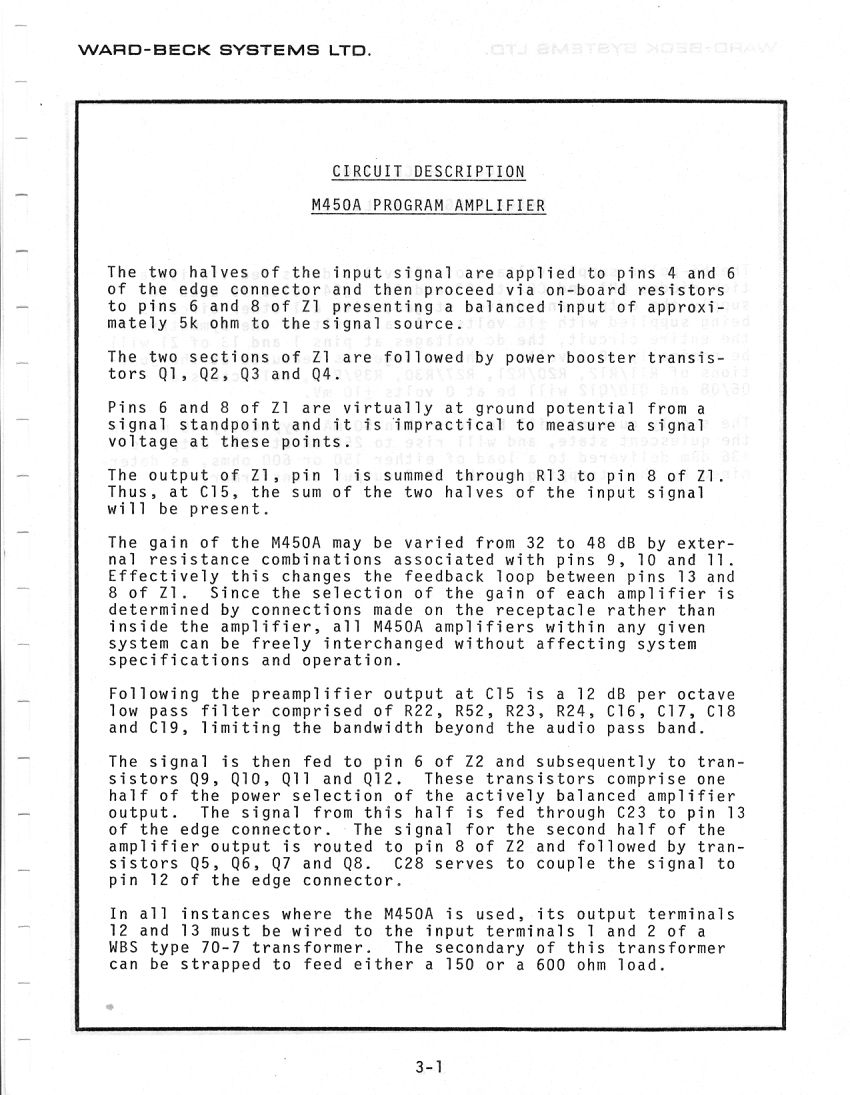 WARD-BECK SYSTEMS LTD.
CIRCUIT DESCRIPTION
M450A PROGRAM AMPLIFIER
The two halves of the input signal are applied to pins 4 and 6
of the edge connector and then proceed via on-board resistors
to pins 6 and 8 of Z1 presenting a balanced input of approxi-
mately 5k ohm to the signal source.
The two sections of Z1 are followed by power booster transis-
tors Q1, Q2, Q3 and Q4.
Pins 6 and 8 of Z1 are virtually at ground potential from a
signal standpoint and it is impractical to measure a signal
voltage at these points.
The output of Z1, pin 1 is summed through R13 to pin 8 of Z1.
Thus, at C15, the sum of the two halves of the input signal
will be present.
The gain of the M450A may be varied from 32 to 48 dB by exter-
nal resistance combinations associated with pins 9, 10 and 11.
Effectively this changes the feedback loop between pins 13 and
8 of Z1.  Since the selection of the gain of each amplifier is
determined by connections made on the receptacle rather than
inside the amplifier, all M450A amplifiers within any given
system can be freely interchanged without affecting system
specifications and operation.
Following the preamplifier output at C15 is a 12 dB per octave
low pass filter comprised of R22, R52, R23, R24, C16, C17, C18
and C19, limiting the bandwidth beyond the audio pass band.
The signal is then fed to pin 6 of Z2 and subsequently to tran-
sistors Q9, Q10, Q11 and Q12.  These transistors comprise one
half of the power selection of the actively balanced amplifier
output.  The signal from this half is fed through C23 to pin 13
of the edge connector.  The signal for the second half of the
amplifier output is routed to pin 8 of Z2 and followed by tran-
sistors Q5, Q6, Q7 and Q8.  C28 serves to couple the signal to
pin 12 of the edge connector.
In all instances where the M450A is used, its output terminals
12 and 13 must be wired to the input terminals 1 and 2 of a
WBS type 70-7 transformer.  The secondary of this transformer
can be strapped to feed either a 150 or a 600 ohm load.
3-1